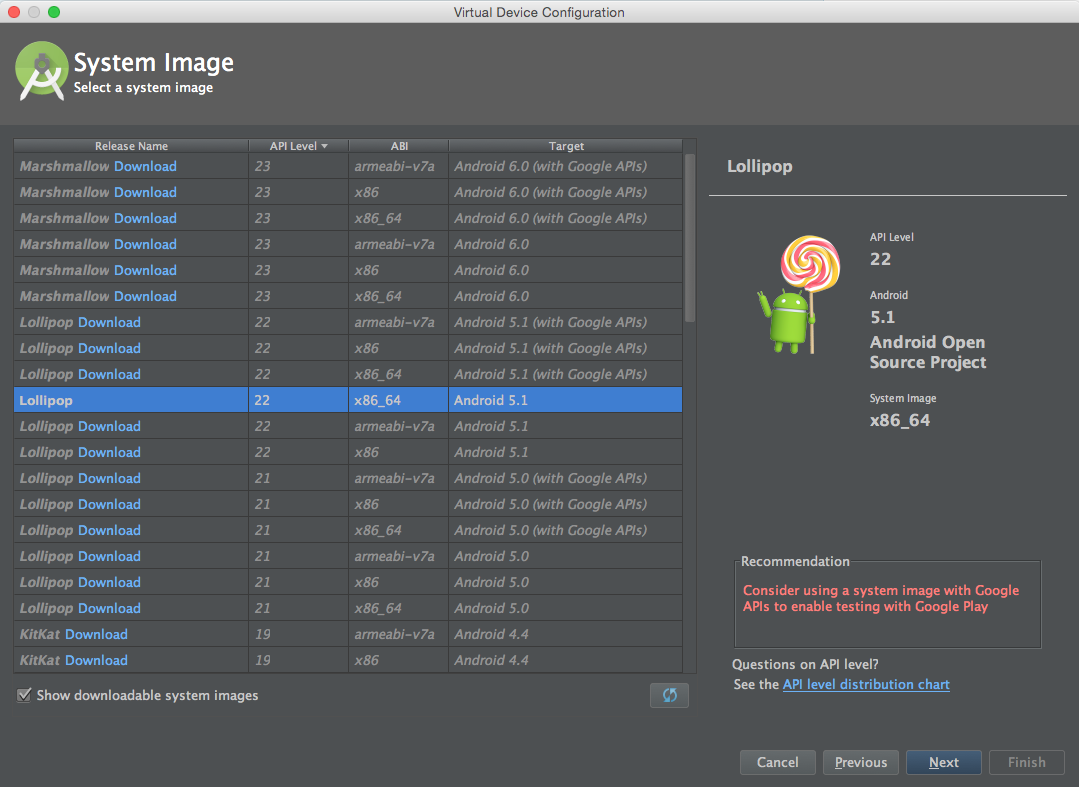 Virtual Device Configuration
System Image
Select a system image
Release Name API Level ABI Target
Marshmallow Download 23 armeabi-v7a Android 6.0 (with Google APIs)
Marshmallow Download 23 x86 Android 6.0 (with Google APIs)
Marshmallow Download 23 x86_64 Android 6.0 (with Google APIs)
Marshmallow Download 23 armeabi-v7a Android 6.0
Marshmallow Download 23 x86 Android 6.0
Marshmallow Download 23 x86_64 Android 6.0
Lollipop Download 22 armeabi-v7a Android 5.1 (with Google APIs)
Lollipop Download 22 x86 Android 5.1 (with Google APIs)
Lollipop Download 22 x86_64 Android 5.1 (with Google APIs)
Lollipop 22 x86_64 Android 5.1
Lollipop Download 22 armeabi-v7a Android 5.1
Lollipop Download 22 x86 Android 5.1
Lollipop Download 21 armeabi-v7a Android 5.0 (with Google APIs)
Lollipop Download 21 x86 Android 5.0 (with Google APIs)
Lollipop Download 21 x86_64 Android 5.0 (with Google APIs)
Lollipop Download 21 armeabi-v7a Android 5.0
Lollipop Download 21 x86 Android 5.0
Lollipop Download 21 x86_64 Android 5.0
KitKat Download 19 armeabi-v7a Android 4.4
KitKat Download 19 x86 Android 4.4
Show downloadable system images
Lollipop
API Level
22
Android
5.1
Android Open
Source Project
System Image
x86_64
Recommendation
Consider using a system image with Google
APIs to enable testing with Google Play
Questions on API level?
See the API level distribution chart
Cancel Previous Next Finish